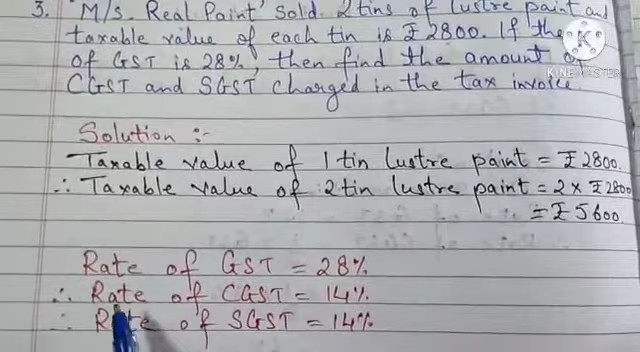 3. "M/s. Real Paint" sold 2 tins of lustre paint and
taxable value of each tin is ₹ 2800. If the
of GST is 28%, then find the amount of
CGST and SGST charged in the tax invoice.
KINEMASTER
Solution :-
Taxable value of 1 tin lustre paint = ₹ 2800.
∴ Taxable value of 2 tin lustre paint = 2 × ₹ 2800
= ₹ 5600.
Rate of GST = 28%.
∴ Rate of CGST = 14%.
∴ Rate of SGST = 14%.